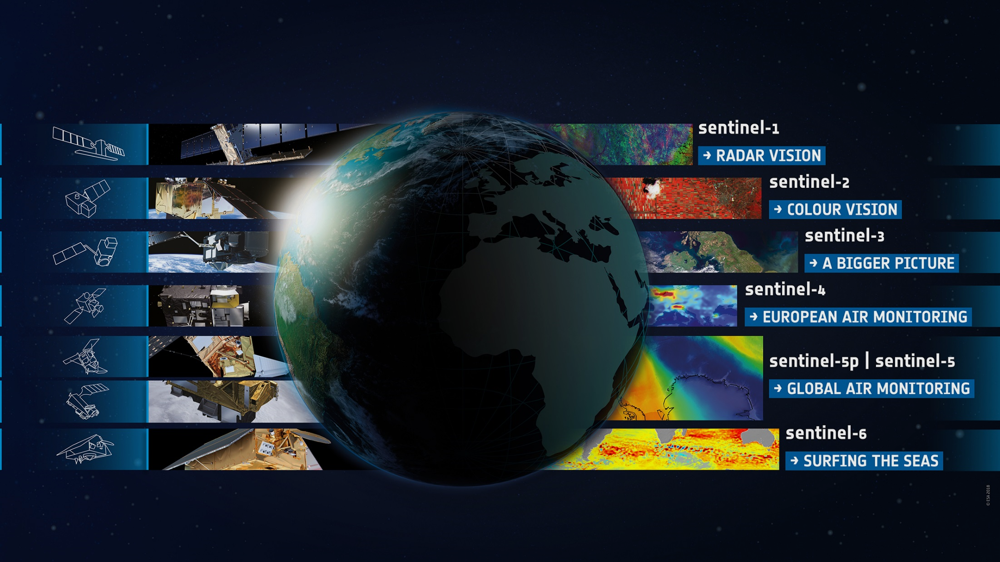 sentinel-1
→ RADAR VISION
sentinel-2
→ COLOUR VISION
sentinel-3
→ A BIGGER PICTURE
sentinel-4
→ EUROPEAN AIR MONITORING
sentinel-5p | sentinel-5
→ GLOBAL AIR MONITORING
sentinel-6
→ SURFING THE SEAS
© ESA 2018